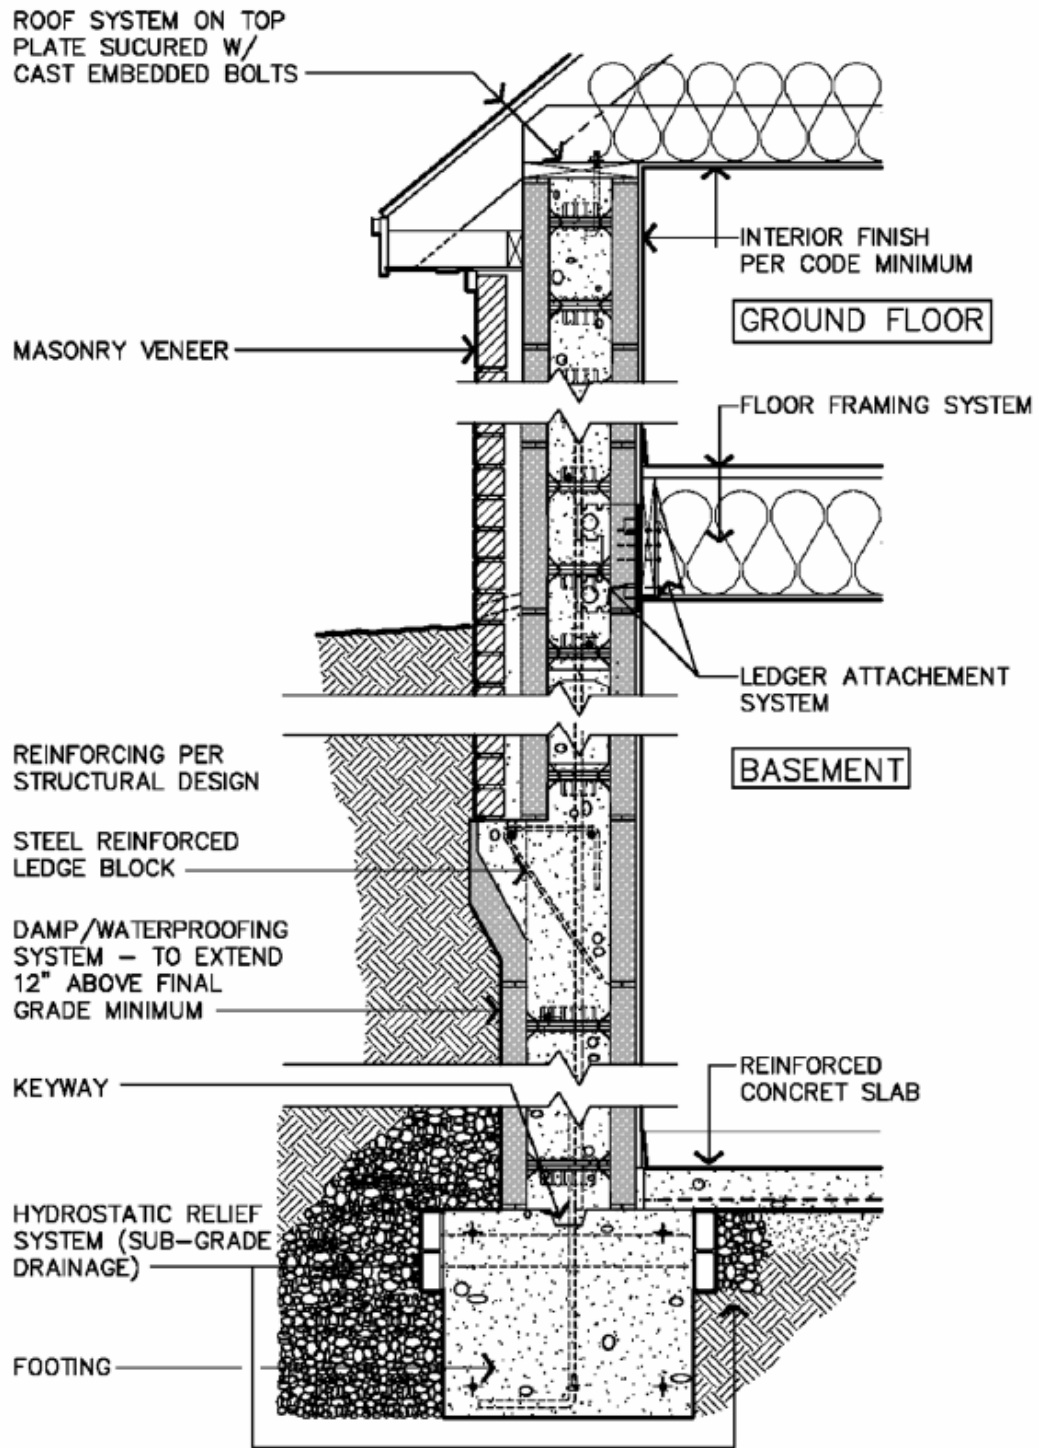 ROOF SYSTEM ON TOP
PLATE SUCURED W/
CAST EMBEDDED BOLTS
INTERIOR FINISH
PER CODE MINIMUM
GROUND FLOOR
MASONRY VENEER
FLOOR FRAMING SYSTEM
LEDGER ATTACHEMENT
SYSTEM
REINFORCING PER
STRUCTURAL DESIGN
BASEMENT
STEEL REINFORCED
LEDGE BLOCK
DAMP/WATERPROOFING
SYSTEM – TO EXTEND
12" ABOVE FINAL
GRADE MINIMUM
KEYWAY
REINFORCED
CONCRET SLAB
HYDROSTATIC RELIEF
SYSTEM (SUB–GRADE
DRAINAGE)
FOOTING